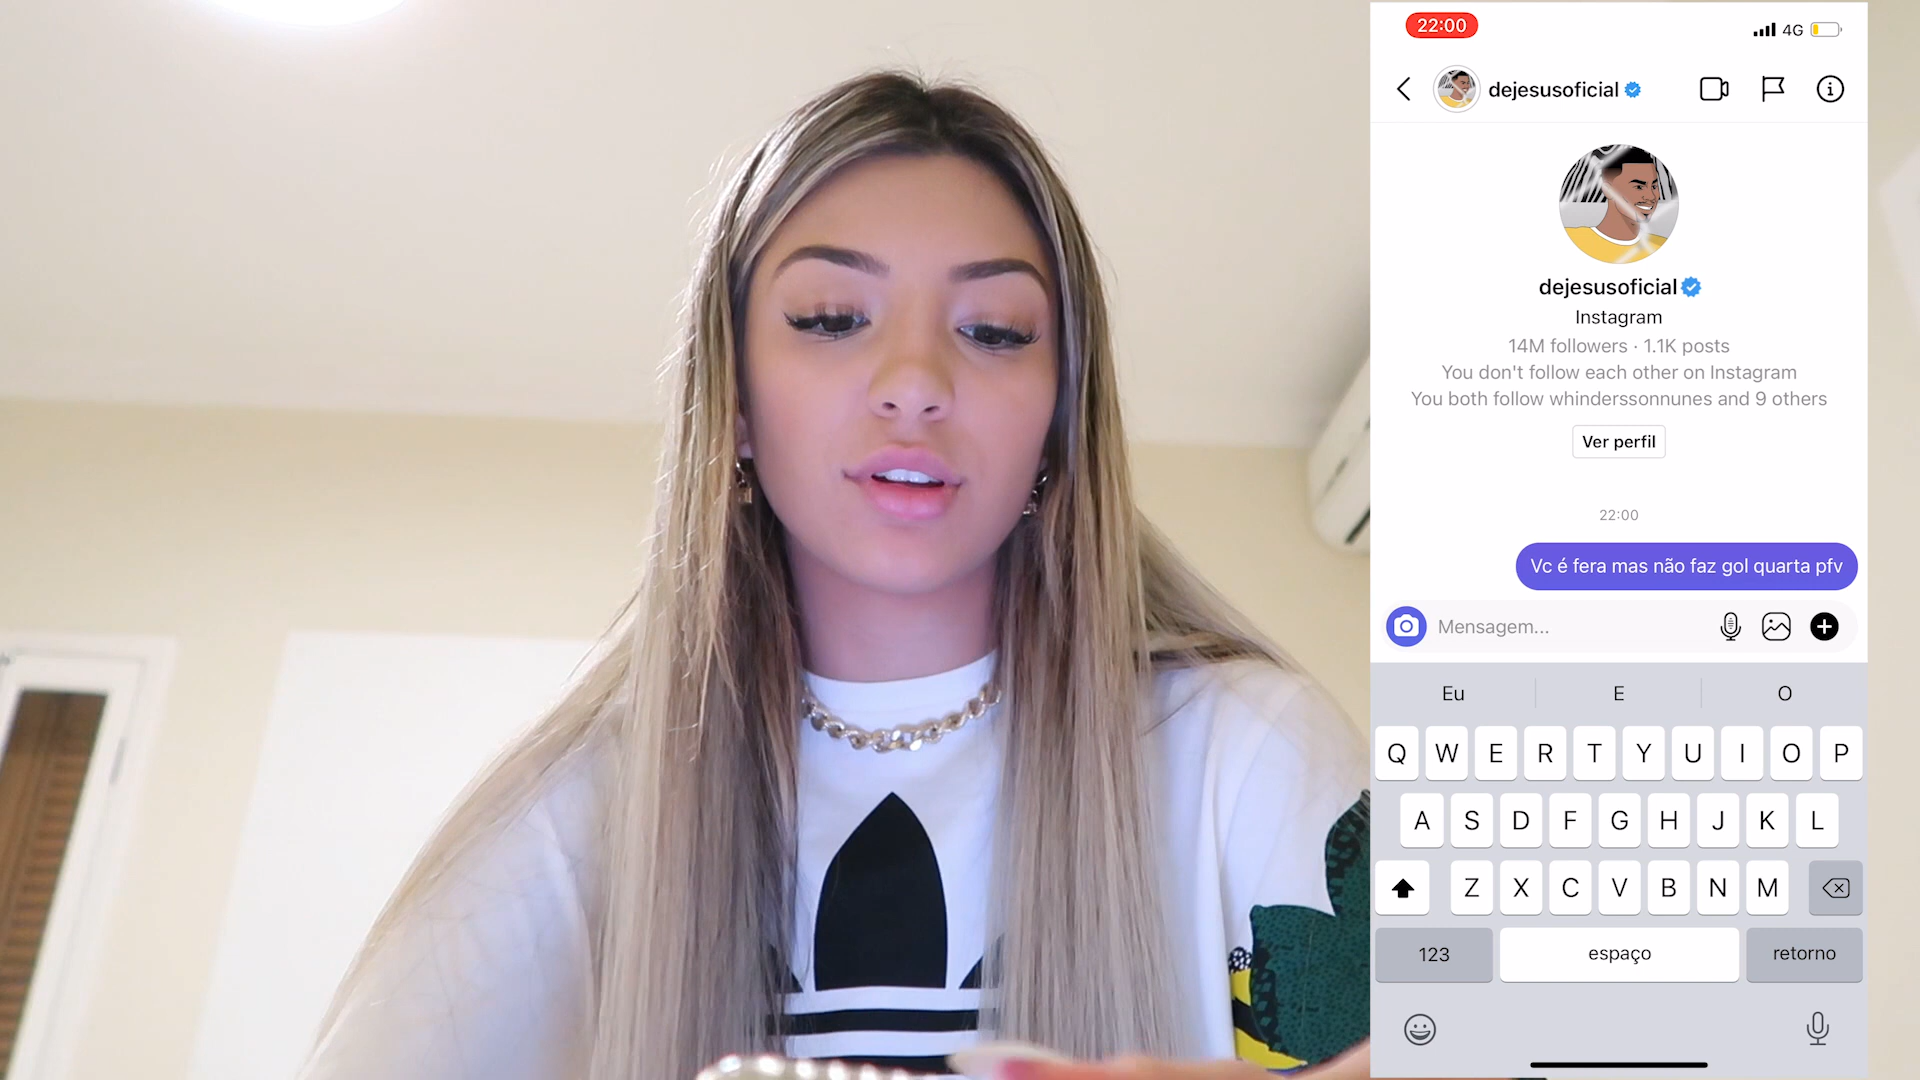 22:00
4G
dejesusoficial
dejesusoficial
Instagram
14M followers · 1.1K posts
You don't follow each other on Instagram
You both follow whinderssonnunes and 9 others
Ver perfil
22:00
Vc é fera mas não faz gol quarta pfv
Mensagem...
Eu E O
Q W E R T Y U I O P
A S D F G H J K L
Z X C V B N M
123 espaço retorno